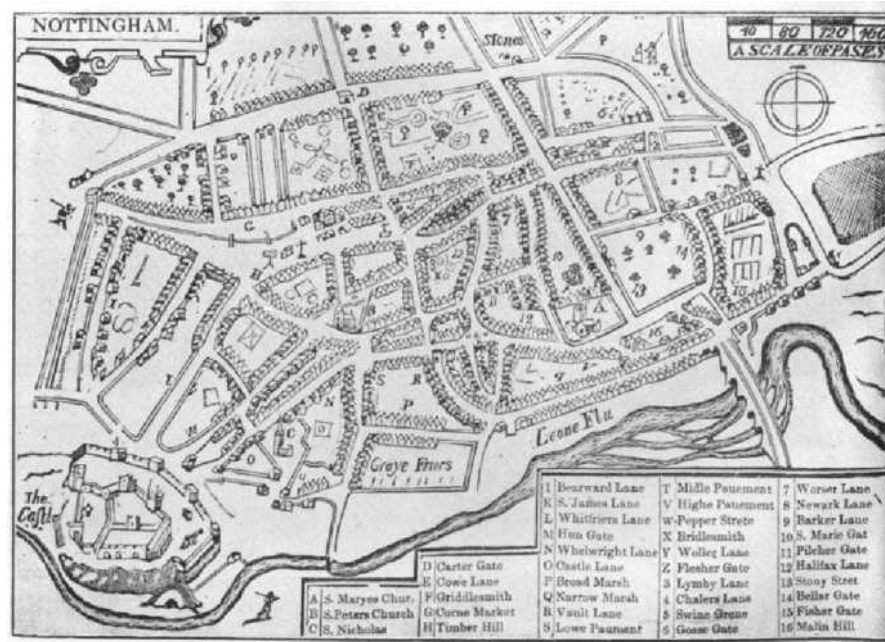 NOTTINGHAM.
40 80 120 160
A SCALE OF PASES
Stones
Leone Flu
Graye Friers
The
Castle
A S. Maryes Chur.
B S. Peters Church
C S. Nicholas
D Carter Gate
E Cowe Lane
F Griddlesmith
G Corne Market
H Timber Hill
I Bearward Lane
K S. James Lane
L Whitfriers Lane
M Hun Gate
N Whelwright Lane
O Castle Lane
P Broad Marsh
Q Narrow Marsh
R Vault Lane
S Lowe Paument
T Midle Pauement
V Highe Pauement
W Pepper Strete
X Bridlesmith
Y Woller Lane
Z Flesher Gate
3 Lymby Lane
4 Chalers Lane
5 Swine Grene
6 Goose Gate
7 Worser Lane
8 Newark Lane
9 Barker Lane
10 S. Marie Gat
11 Pilcher Gate
12 Halifax Lane
13 Stony Stret
14 Bellar Gate
15 Fisher Gate
16 Malin Hill